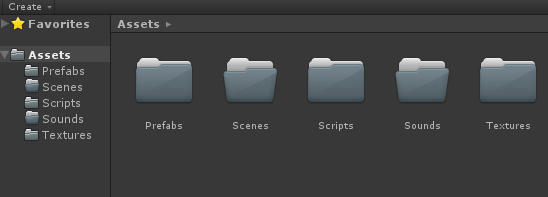 Create
Favorites
Assets
Prefabs
Scenes
Scripts
Sounds
Textures
Assets
Prefabs Scenes Scripts Sounds Textures